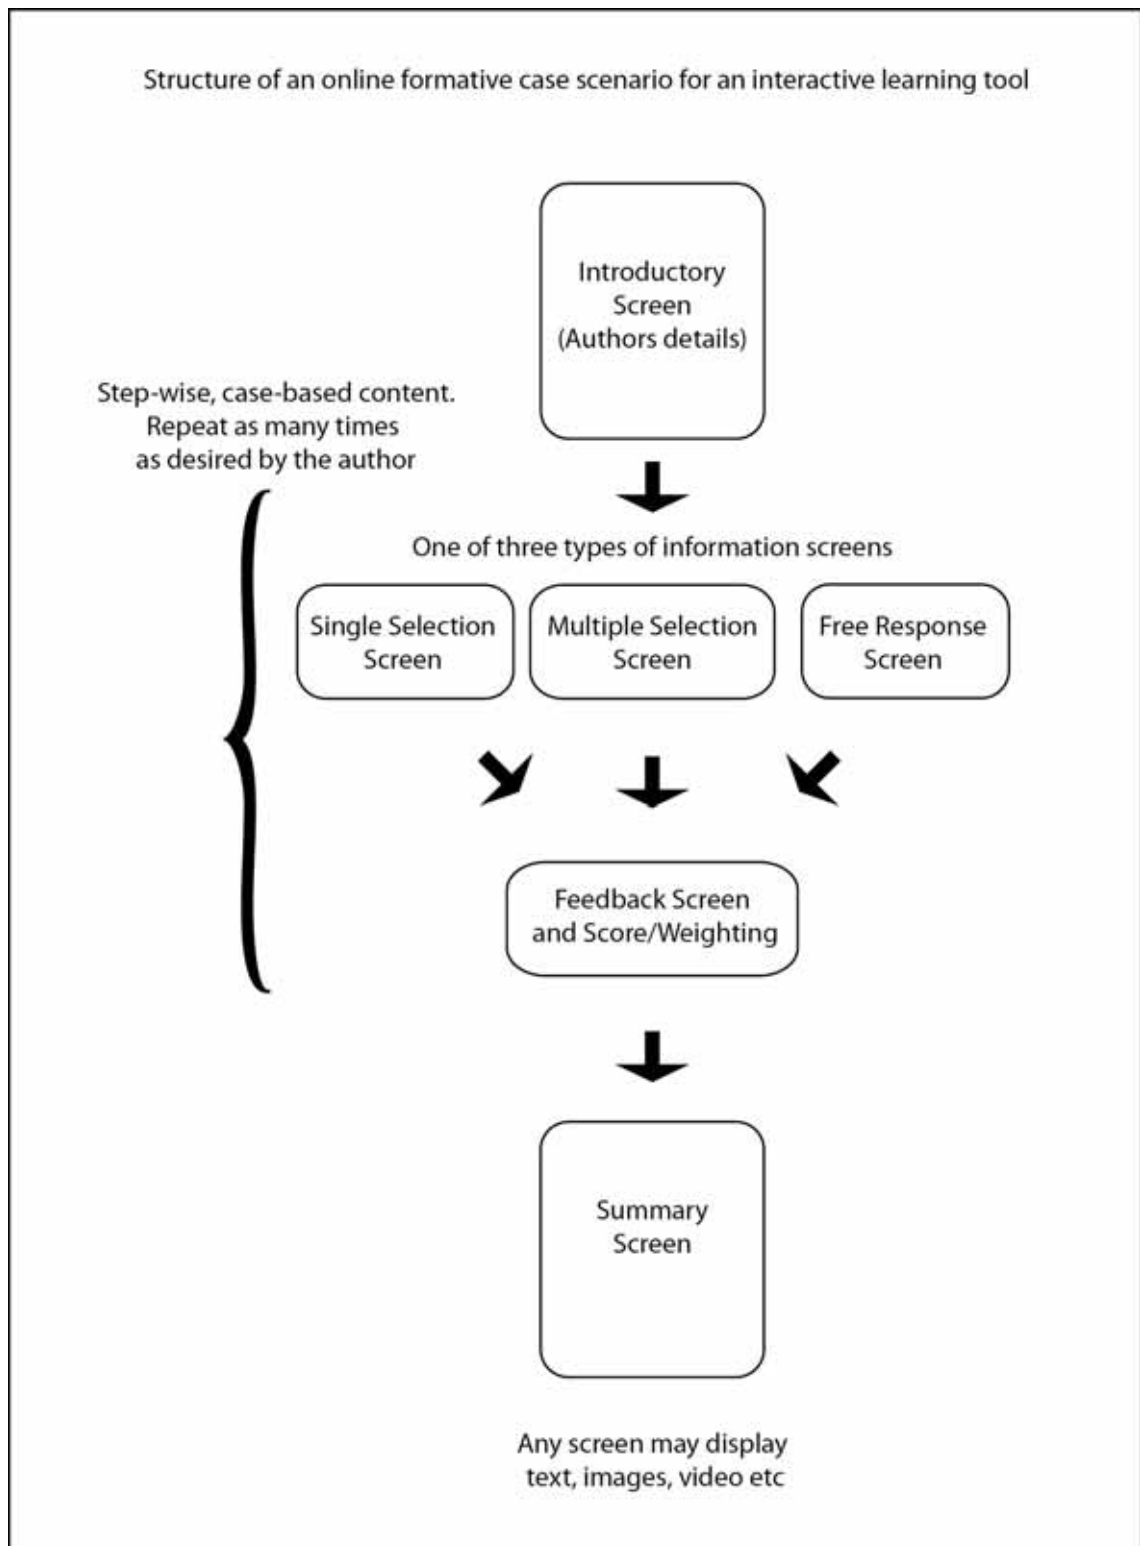 Structure of an online formative case scenario for an interactive learning tool
Introductory
Screen
(Authors details)
Step-wise, case-based content.
Repeat as many times
as desired by the author
One of three types of information screens
Single Selection
Screen
Multiple Selection
Screen
Free Response
Screen
Feedback Screen
and Score/Weighting
Summary
Screen
Any screen may display
text, images, video etc